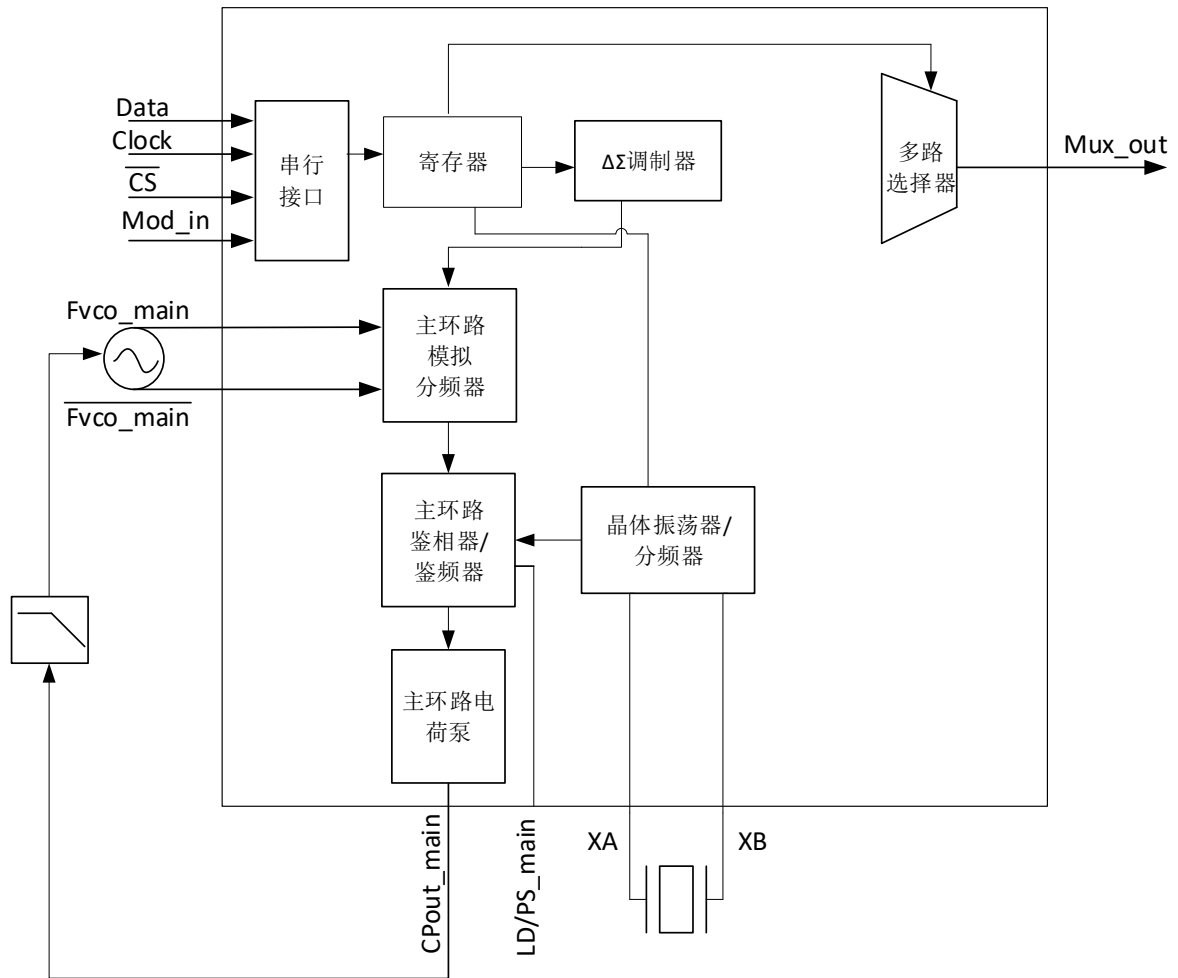 Data
Clock
CS
Mod_in
串行
接口
寄存器
ΔΣ调制器
多路
选择器
Mux_out
Fvco_main
Fvco_main
主环路
模拟
分频器
主环路
鉴相器/
鉴频器
晶体振荡器/
分频器
主环路电
荷泵
CPout_main
LD/PS_main
XA
XB